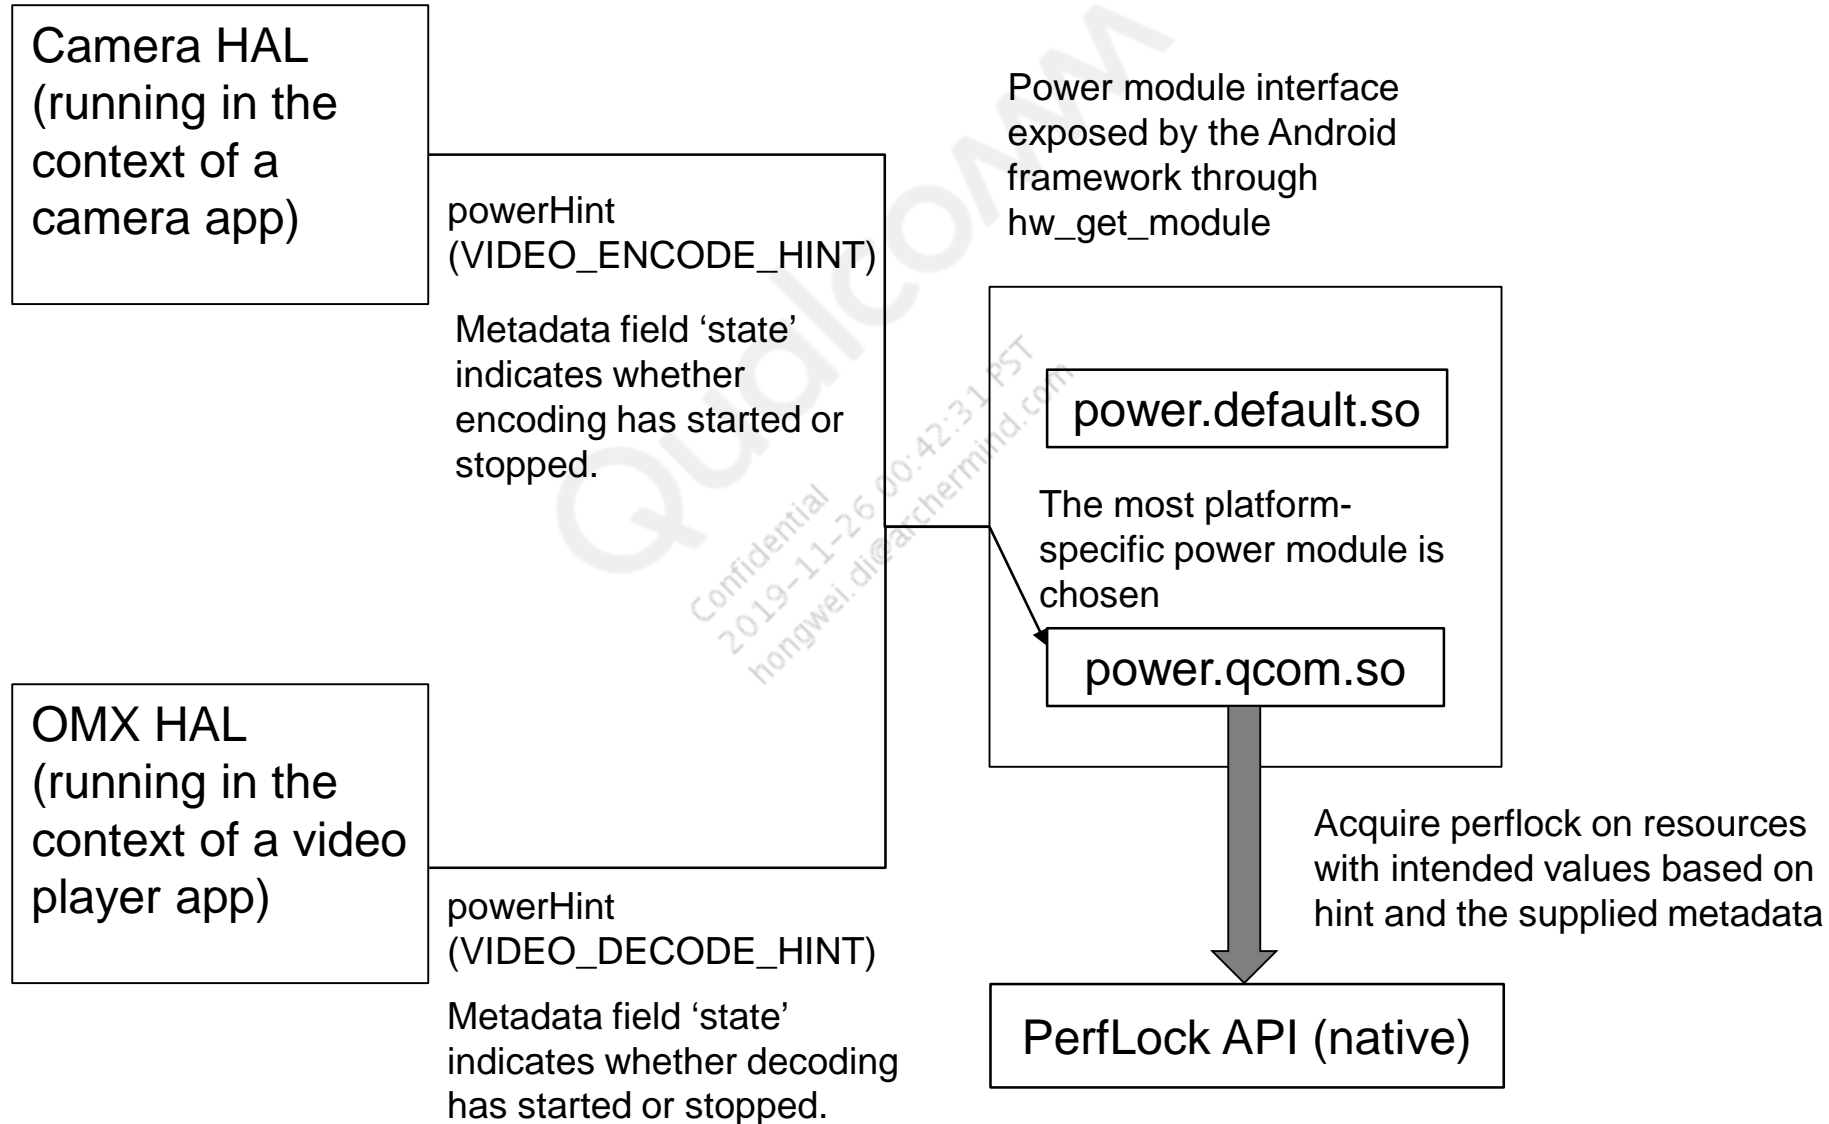 Camera HAL
(running in the
context of a
camera app)
powerHint
(VIDEO_ENCODE_HINT)
Metadata field ‘state’
indicates whether
encoding has started or
stopped.
Power module interface
exposed by the Android
framework through
hw_get_module
power.default.so
The most platform-
specific power module is
chosen
power.qcom.so
OMX HAL
(running in the
context of a video
player app)
powerHint
(VIDEO_DECODE_HINT)
Metadata field ‘state’
indicates whether decoding
has started or stopped.
Acquire perflock on resources
with intended values based on
hint and the supplied metadata
PerfLock API (native)
Qualcomm
Confidential
2019-11-26 00:42:31 PST
hongwei.di@archermind.com